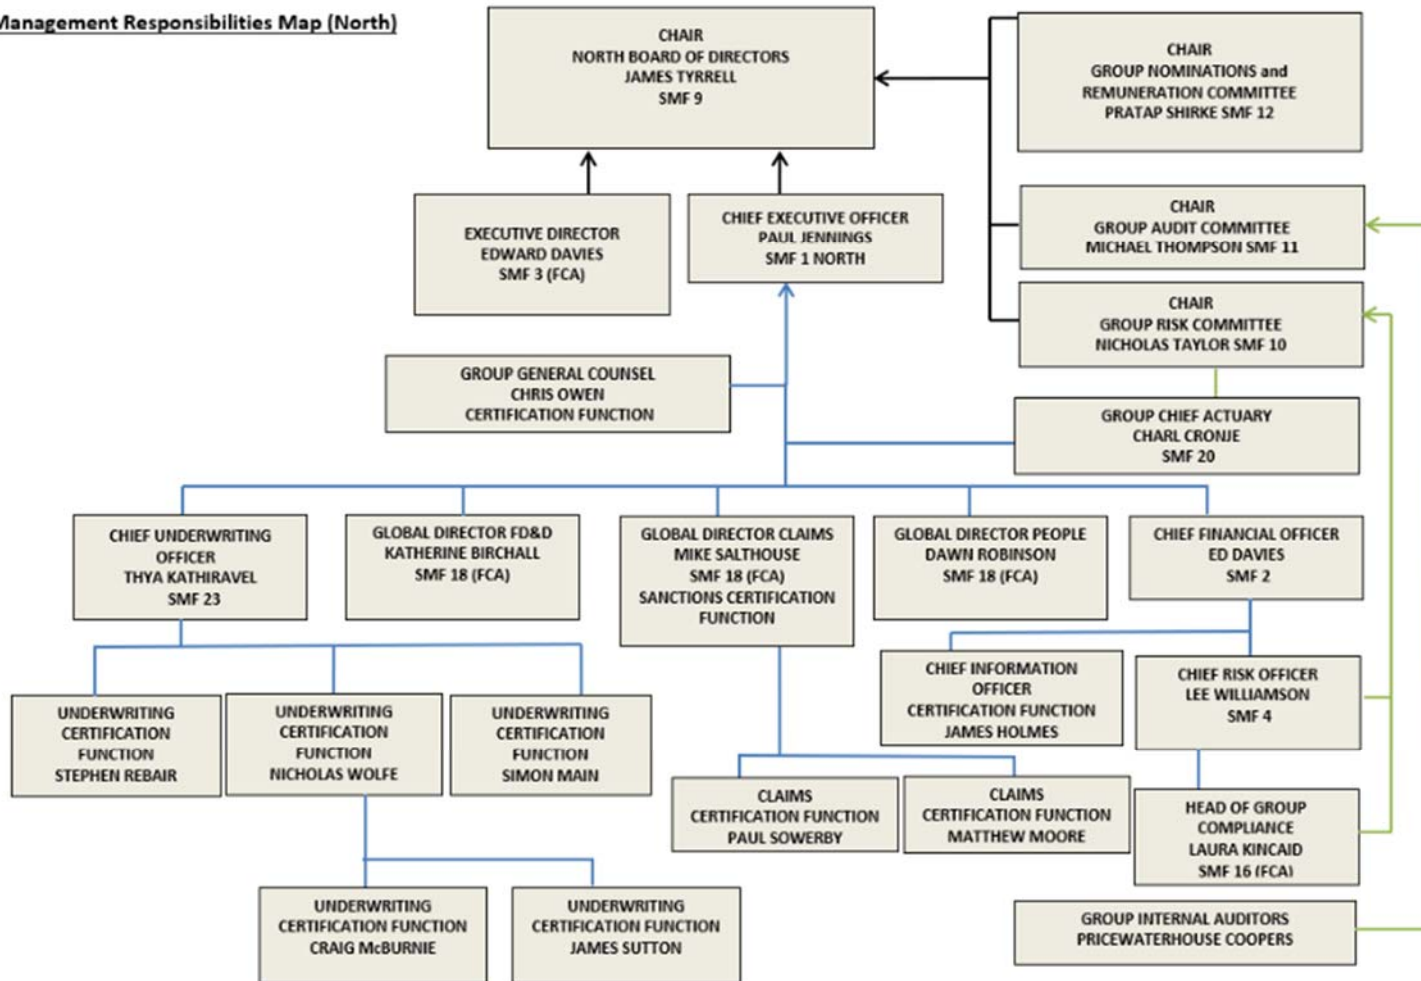 Management Responsibilities Map (North)
CHAIR
NORTH BOARD OF DIRECTORS
JAMES TYRRELL
SMF 9
CHAIR
GROUP NOMINATIONS and
REMUNERATION COMMITTEE
PRATAP SHIRKE SMF 12
EXECUTIVE DIRECTOR
EDWARD DAVIES
SMF 3 (FCA)
CHIEF EXECUTIVE OFFICER
PAUL JENNINGS
SMF 1 NORTH
CHAIR
GROUP AUDIT COMMITTEE
MICHAEL THOMPSON SMF 11
CHAIR
GROUP RISK COMMITTEE
NICHOLAS TAYLOR SMF 10
GROUP GENERAL COUNSEL
CHRIS OWEN
CERTIFICATION FUNCTION
GROUP CHIEF ACTUARY
CHARL CRONJE
SMF 20
CHIEF UNDERWRITING
OFFICER
THYA KATHIRAVEL
SMF 23
GLOBAL DIRECTOR FD&D
KATHERINE BIRCHALL
SMF 18 (FCA)
GLOBAL DIRECTOR CLAIMS
MIKE SALTHOUSE
SMF 18 (FCA)
SANCTIONS CERTIFICATION
FUNCTION
GLOBAL DIRECTOR PEOPLE
DAWN ROBINSON
SMF 18 (FCA)
CHIEF FINANCIAL OFFICER
ED DAVIES
SMF 2
UNDERWRITING
CERTIFICATION
FUNCTION
STEPHEN REBAIR
UNDERWRITING
CERTIFICATION
FUNCTION
NICHOLAS WOLFE
UNDERWRITING
CERTIFICATION
FUNCTION
SIMON MAIN
CHIEF INFORMATION
OFFICER
CERTIFICATION FUNCTION
JAMES HOLMES
CHIEF RISK OFFICER
LEE WILLIAMSON
SMF 4
CLAIMS
CERTIFICATION FUNCTION
PAUL SOWERBY
CLAIMS
CERTIFICATION FUNCTION
MATTHEW MOORE
HEAD OF GROUP
COMPLIANCE
LAURA KINCAID
SMF 16 (FCA)
UNDERWRITING
CERTIFICATION FUNCTION
CRAIG McBURNIE
UNDERWRITING
CERTIFICATION FUNCTION
JAMES SUTTON
GROUP INTERNAL AUDITORS
PRICEWATERHOUSE COOPERS